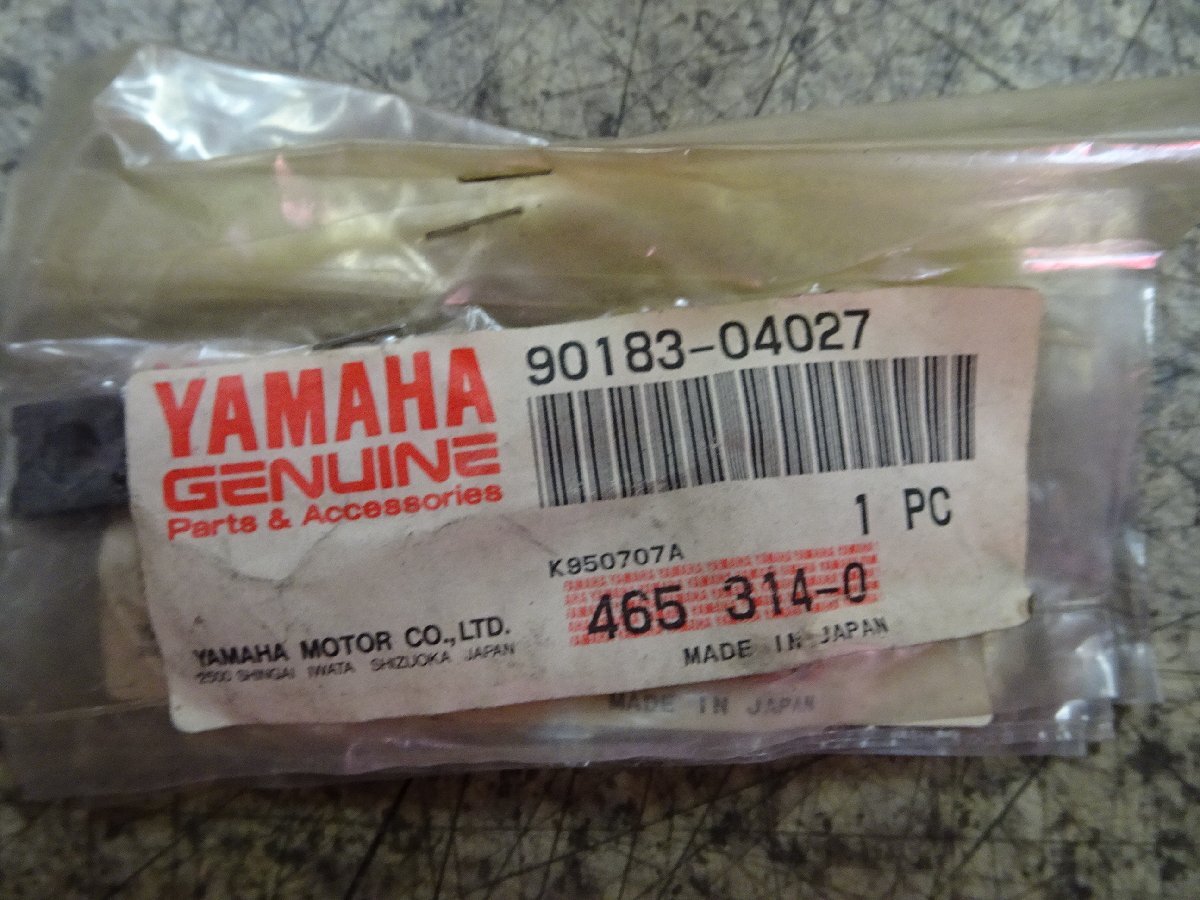 YAMAHA
GENUINE
Parts & Accessories
90183-04027
1 PC
K950707A
465 314-0
YAMAHA MOTOR CO.,LTD.
2500 SHINGAI IWATA SHIZUOKA JAPAN
MADE IN JAPAN
MADE IN JAPAN